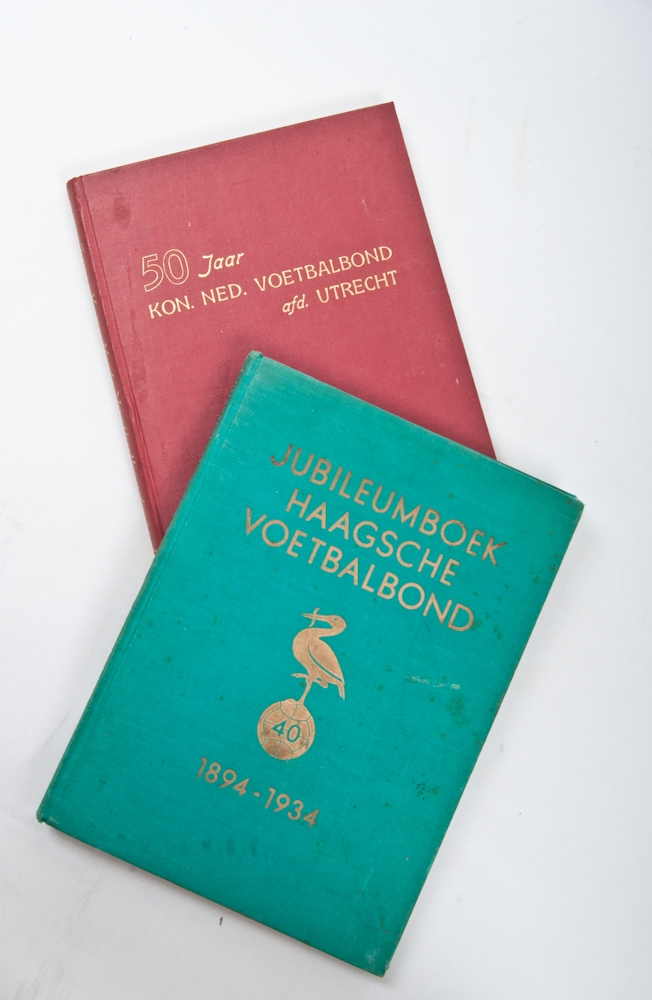 50 Jaar
KON. NED. VOETBALBOND
afd. UTRECHT
JUBILEUMBOEK
HAAGSCHE
VOETBALBOND
40
1894-1934